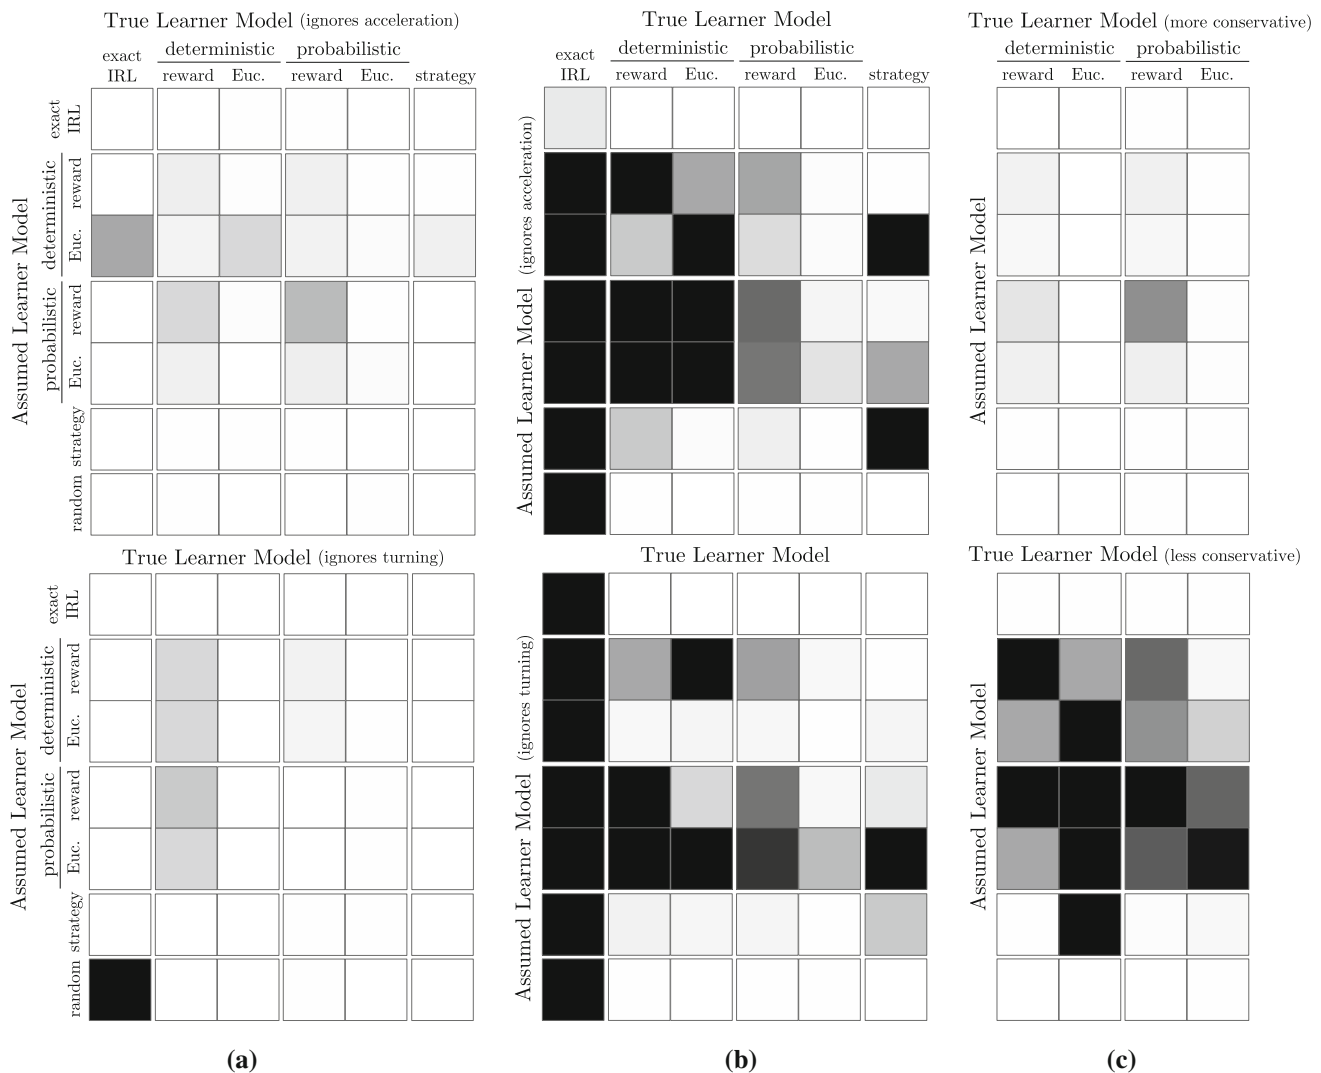 True Learner Model (ignores acceleration)
exact
IRL
deterministic
probabilistic
reward
Euc.
reward
Euc.
strategy
Assumed Learner Model
exact
IRL
deterministic
reward
Euc.
probabilistic
reward
Euc.
strategy
random
True Learner Model
exact
IRL
deterministic
probabilistic
reward
Euc.
reward
Euc.
strategy
Assumed Learner Model (ignores acceleration)
True Learner Model (more conservative)
deterministic
probabilistic
reward
Euc.
reward
Euc.
Assumed Learner Model
True Learner Model (ignores turning)
Assumed Learner Model
exact
IRL
deterministic
reward
Euc.
probabilistic
reward
Euc.
strategy
random
True Learner Model
Assumed Learner Model (ignores turning)
True Learner Model (less conservative)
Assumed Learner Model
(a)
(b)
(c)